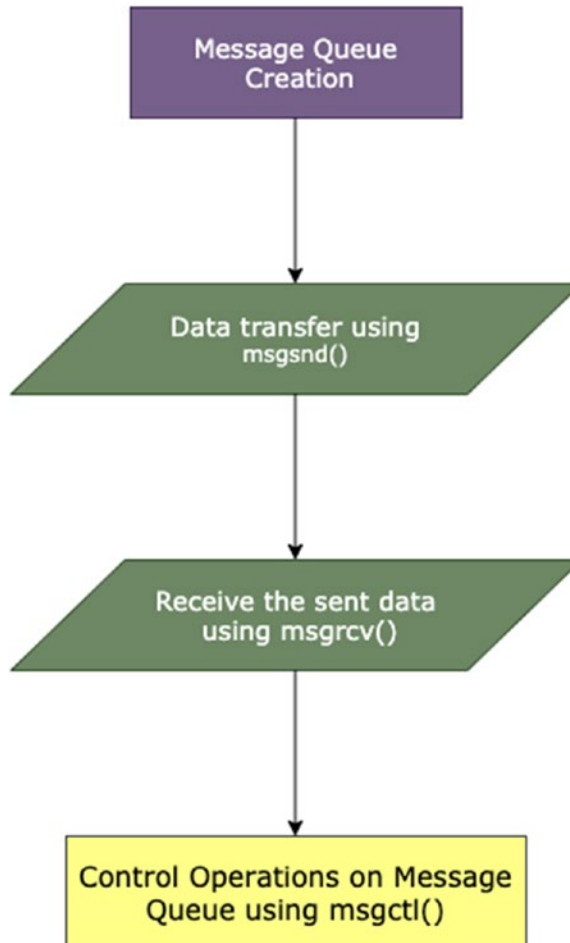 Message Queue
Creation
Data transfer using
msgsnd()
Receive the sent data
using msgrcv()
Control Operations on Message
Queue using msgctl()